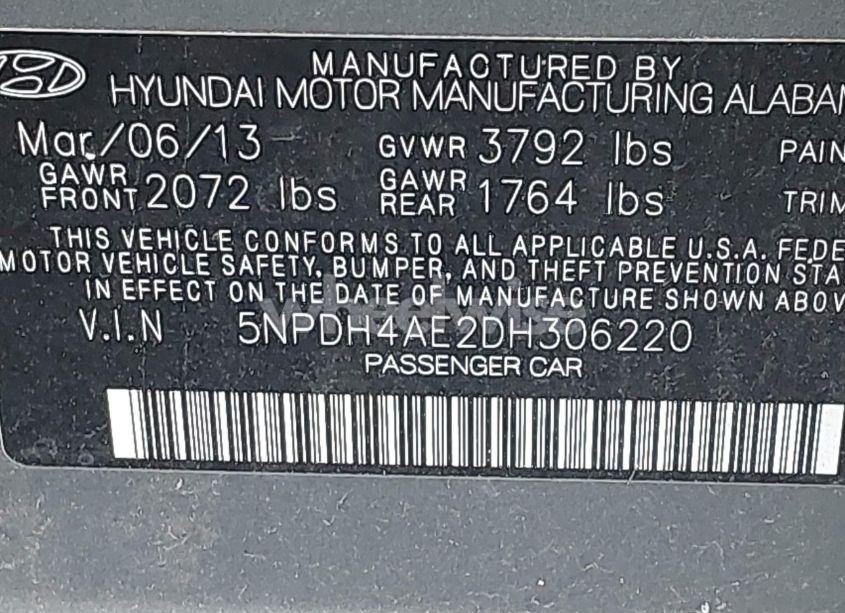 MANUFACTURED BY
HYUNDAI MOTOR MANUFACTURING ALABAM
Mar./06/13 GVWR 3792 lbs PAIN
GAWR FRONT 2072 lbs GAWR REAR 1764 lbs TRIM
THIS VEHICLE CONFORMS TO ALL APPLICABLE U.S.A. FEDE
MOTOR VEHICLE SAFETY, BUMPER, AND THEFT PREVENTION STA
IN EFFECT ON THE DATE OF MANUFACTURE SHOWN ABOV
V.I.N 5NPDH4AE2DH306220
PASSENGER CAR